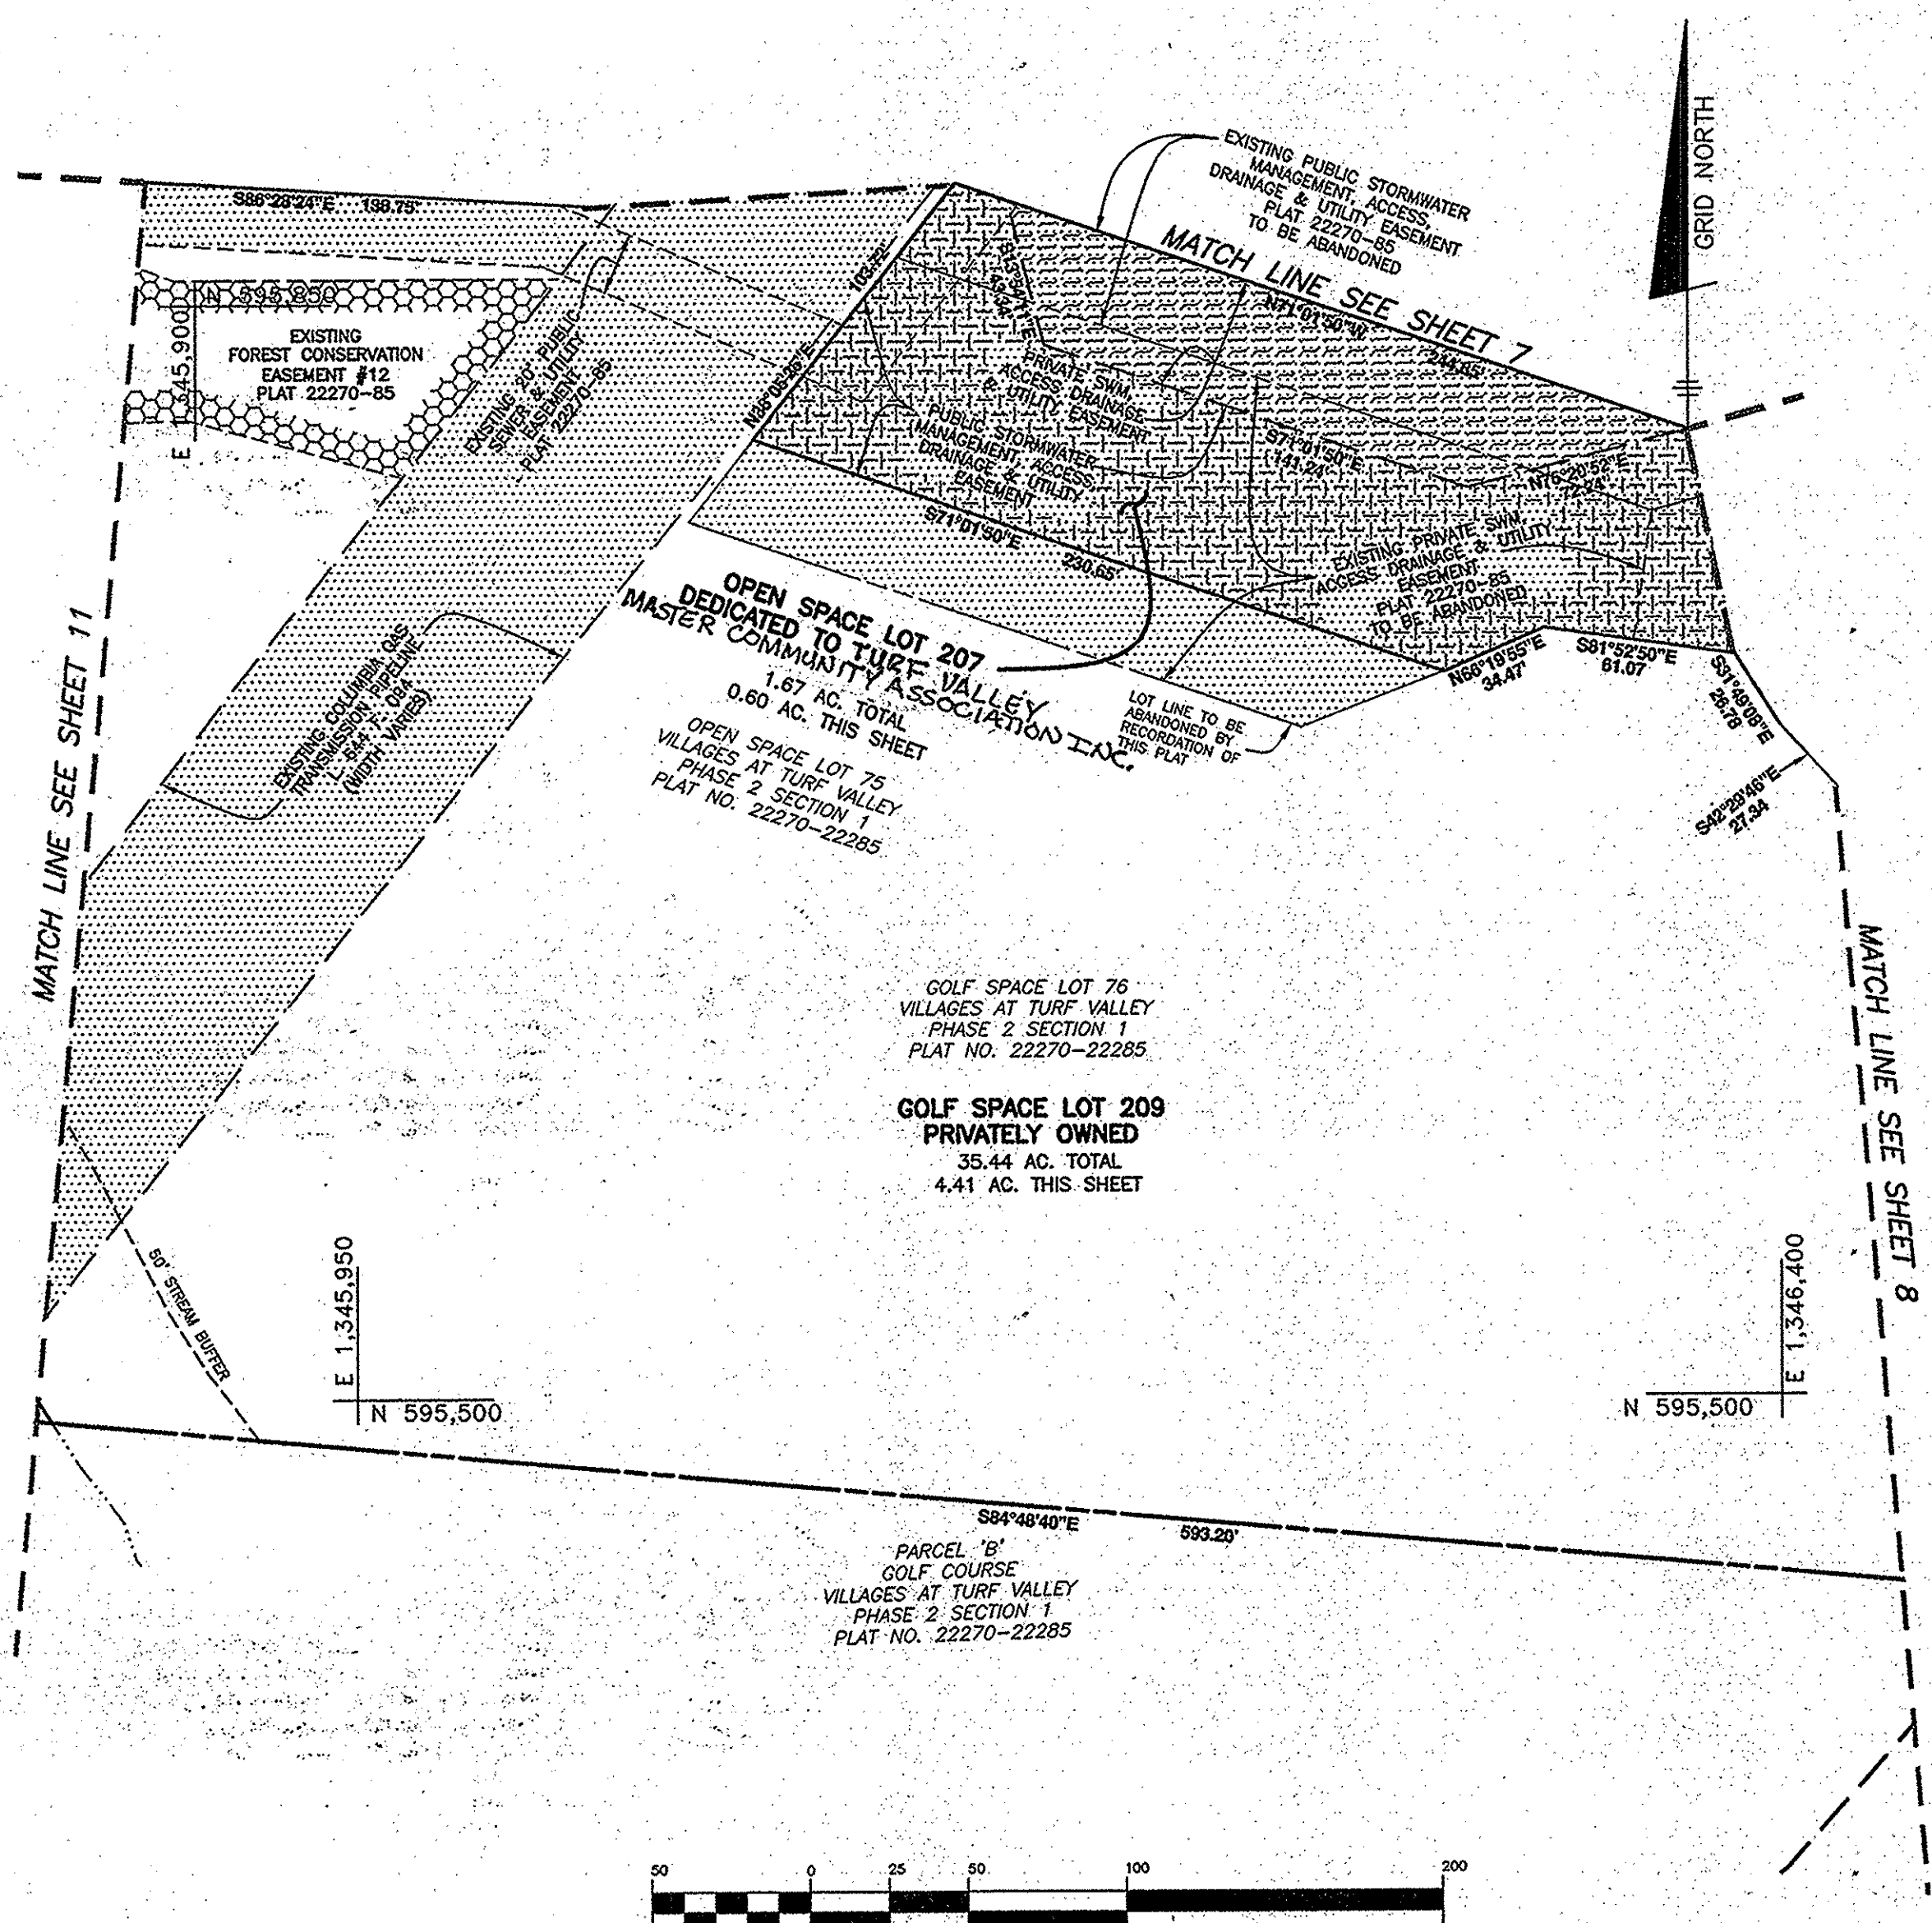 GRID NORTH
EXISTING PUBLIC STORMWATER
MANAGEMENT, ACCESS,
DRAINAGE & UTILITY EASEMENT
PLAT 22270-85
TO BE ABANDONED
MATCH LINE SEE SHEET 7
N71°01'50"W 244.85'
S86°28'24"E 138.75'
N 595,850
E 1,345,900
EXISTING
FOREST CONSERVATION
EASEMENT #12
PLAT 22270-85
EXISTING 20' PUBLIC
SEWER & UTILITY
EASEMENT
PLAT 22270-85
103.72'
PRIVATE SWM,
ACCESS, DRAINAGE
& UTILITY EASEMENT
PUBLIC STORMWATER
MANAGEMENT, ACCESS,
DRAINAGE & UTILITY
EASEMENT
S71°01'50"E
141.24'
N76°20'52"E
EXISTING PRIVATE SWM,
ACCESS DRAINAGE & UTILITY
EASEMENT
PLAT 22270-85
TO BE ABANDONED
S71°01'50"E 230.65'
N66°19'55"E
34.47'
S81°52'50"E
61.07
S31°49'09"E
26.79
S42°29'46"E
27.34
OPEN SPACE LOT 207
DEDICATED TO TURF VALLEY
MASTER COMMUNITY ASSOCIATION INC.
1.67 AC. TOTAL
0.60 AC. THIS SHEET
OPEN SPACE LOT 75
VILLAGES AT TURF VALLEY
PHASE 2 SECTION 1
PLAT NO. 22270-22285
LOT LINE TO BE
ABANDONED BY
RECORDATION OF
THIS PLAT
EXISTING COLUMBIA GAS
TRANSMISSION PIPELINE
L. 644 F. 094
(WIDTH VARIES)
MATCH LINE SEE SHEET 11
MATCH LINE SEE SHEET 8
GOLF SPACE LOT 76
VILLAGES AT TURF VALLEY
PHASE 2 SECTION 1
PLAT NO. 22270-22285
GOLF SPACE LOT 209
PRIVATELY OWNED
35.44 AC. TOTAL
4.41 AC. THIS SHEET
50' STREAM BUFFER
E 1,345,950
N 595,500
E 1,346,400
N 595,500
S84°48'40"E 593.20'
PARCEL 'B'
GOLF COURSE
VILLAGES AT TURF VALLEY
PHASE 2 SECTION 1
PLAT NO. 22270-22285
50 0 25 50 100 200